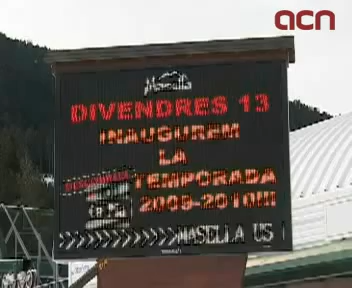 acn
Masella
DIVENDRES 13
INAUGUREM
LA
TEMPORADA
2009-2010!!!
MASELLA US